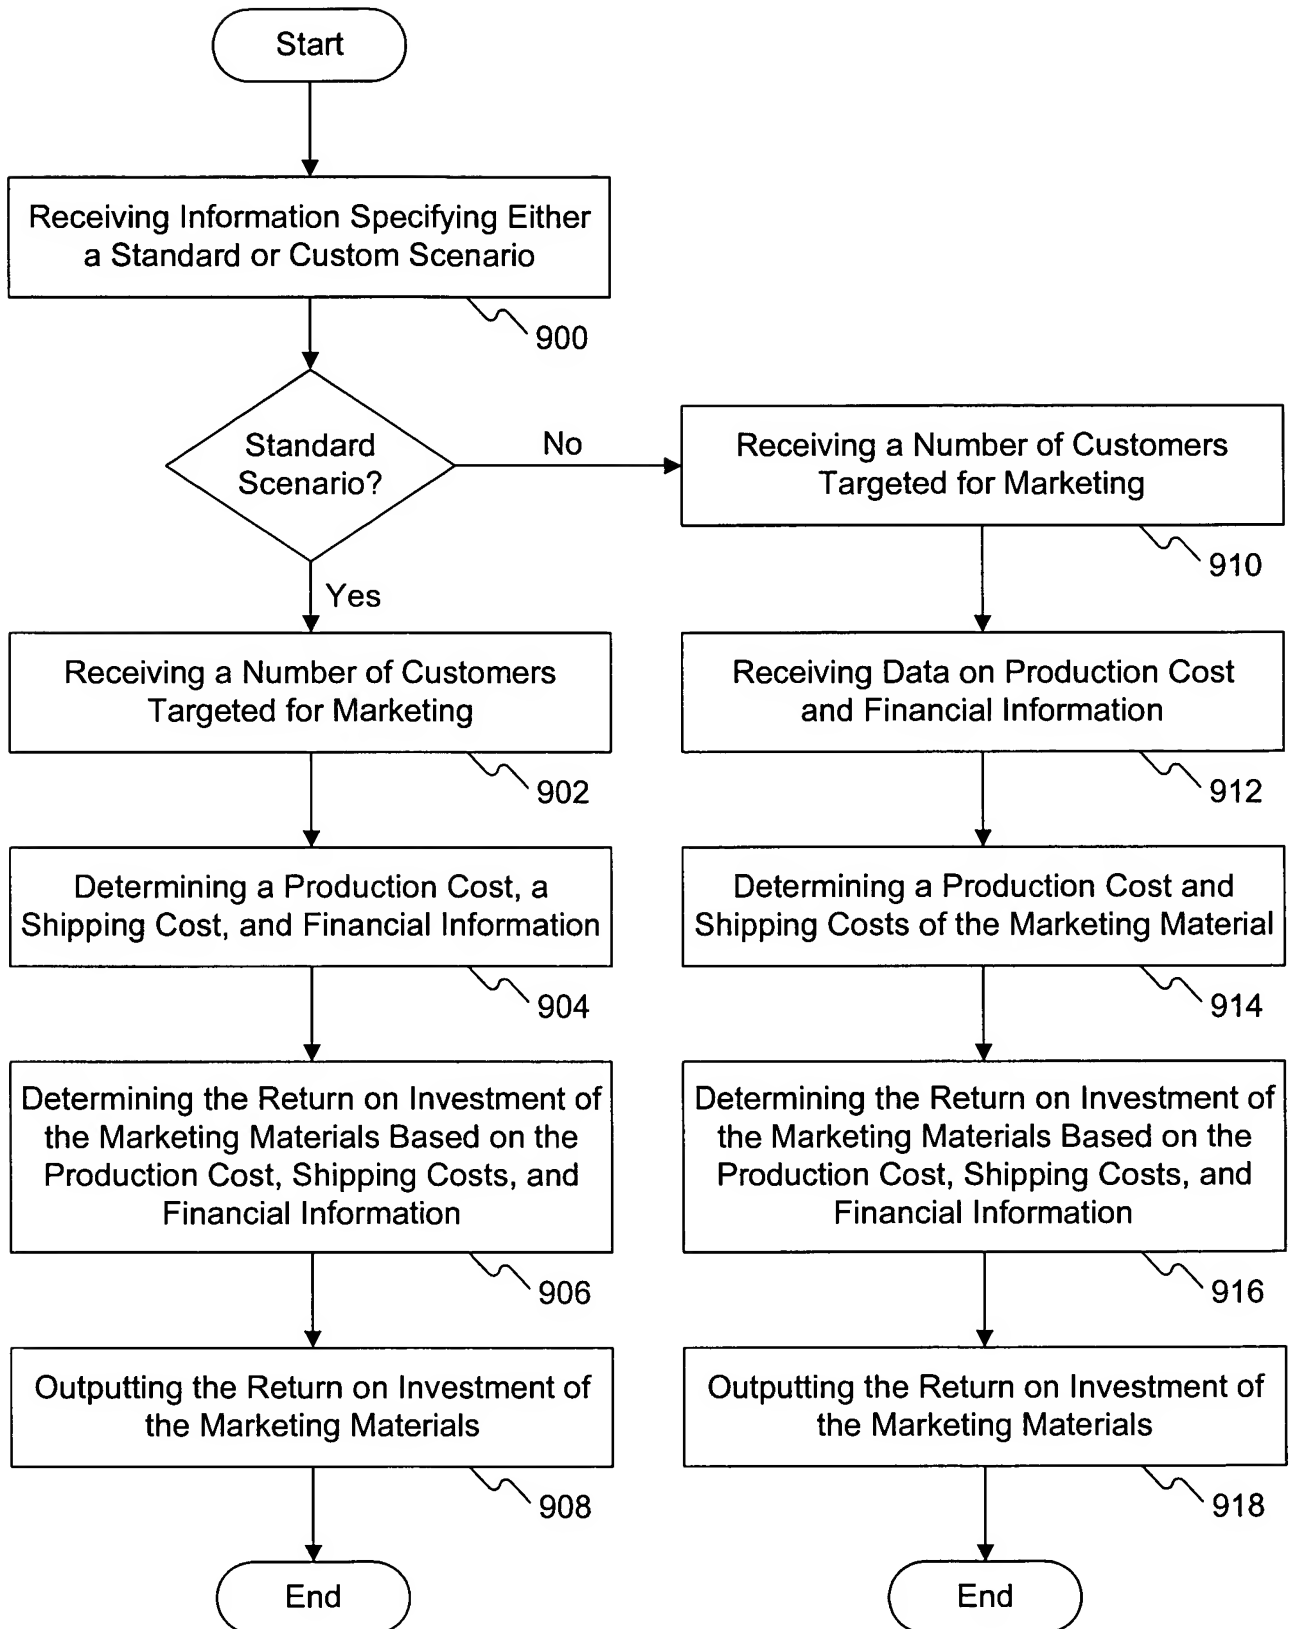 Start
Receiving Information Specifying Either
a Standard or Custom Scenario
900
Standard
Scenario?
No
Yes
Receiving a Number of Customers
Targeted for Marketing
902
Determining a Production Cost, a
Shipping Cost, and Financial Information
904
Determining the Return on Investment of
the Marketing Materials Based on the
Production Cost, Shipping Costs, and
Financial Information
906
Outputting the Return on Investment of
the Marketing Materials
908
End
Receiving a Number of Customers
Targeted for Marketing
910
Receiving Data on Production Cost
and Financial Information
912
Determining a Production Cost and
Shipping Costs of the Marketing Material
914
Determining the Return on Investment of
the Marketing Materials Based on the
Production Cost, Shipping Costs, and
Financial Information
916
Outputting the Return on Investment of
the Marketing Materials
918
End